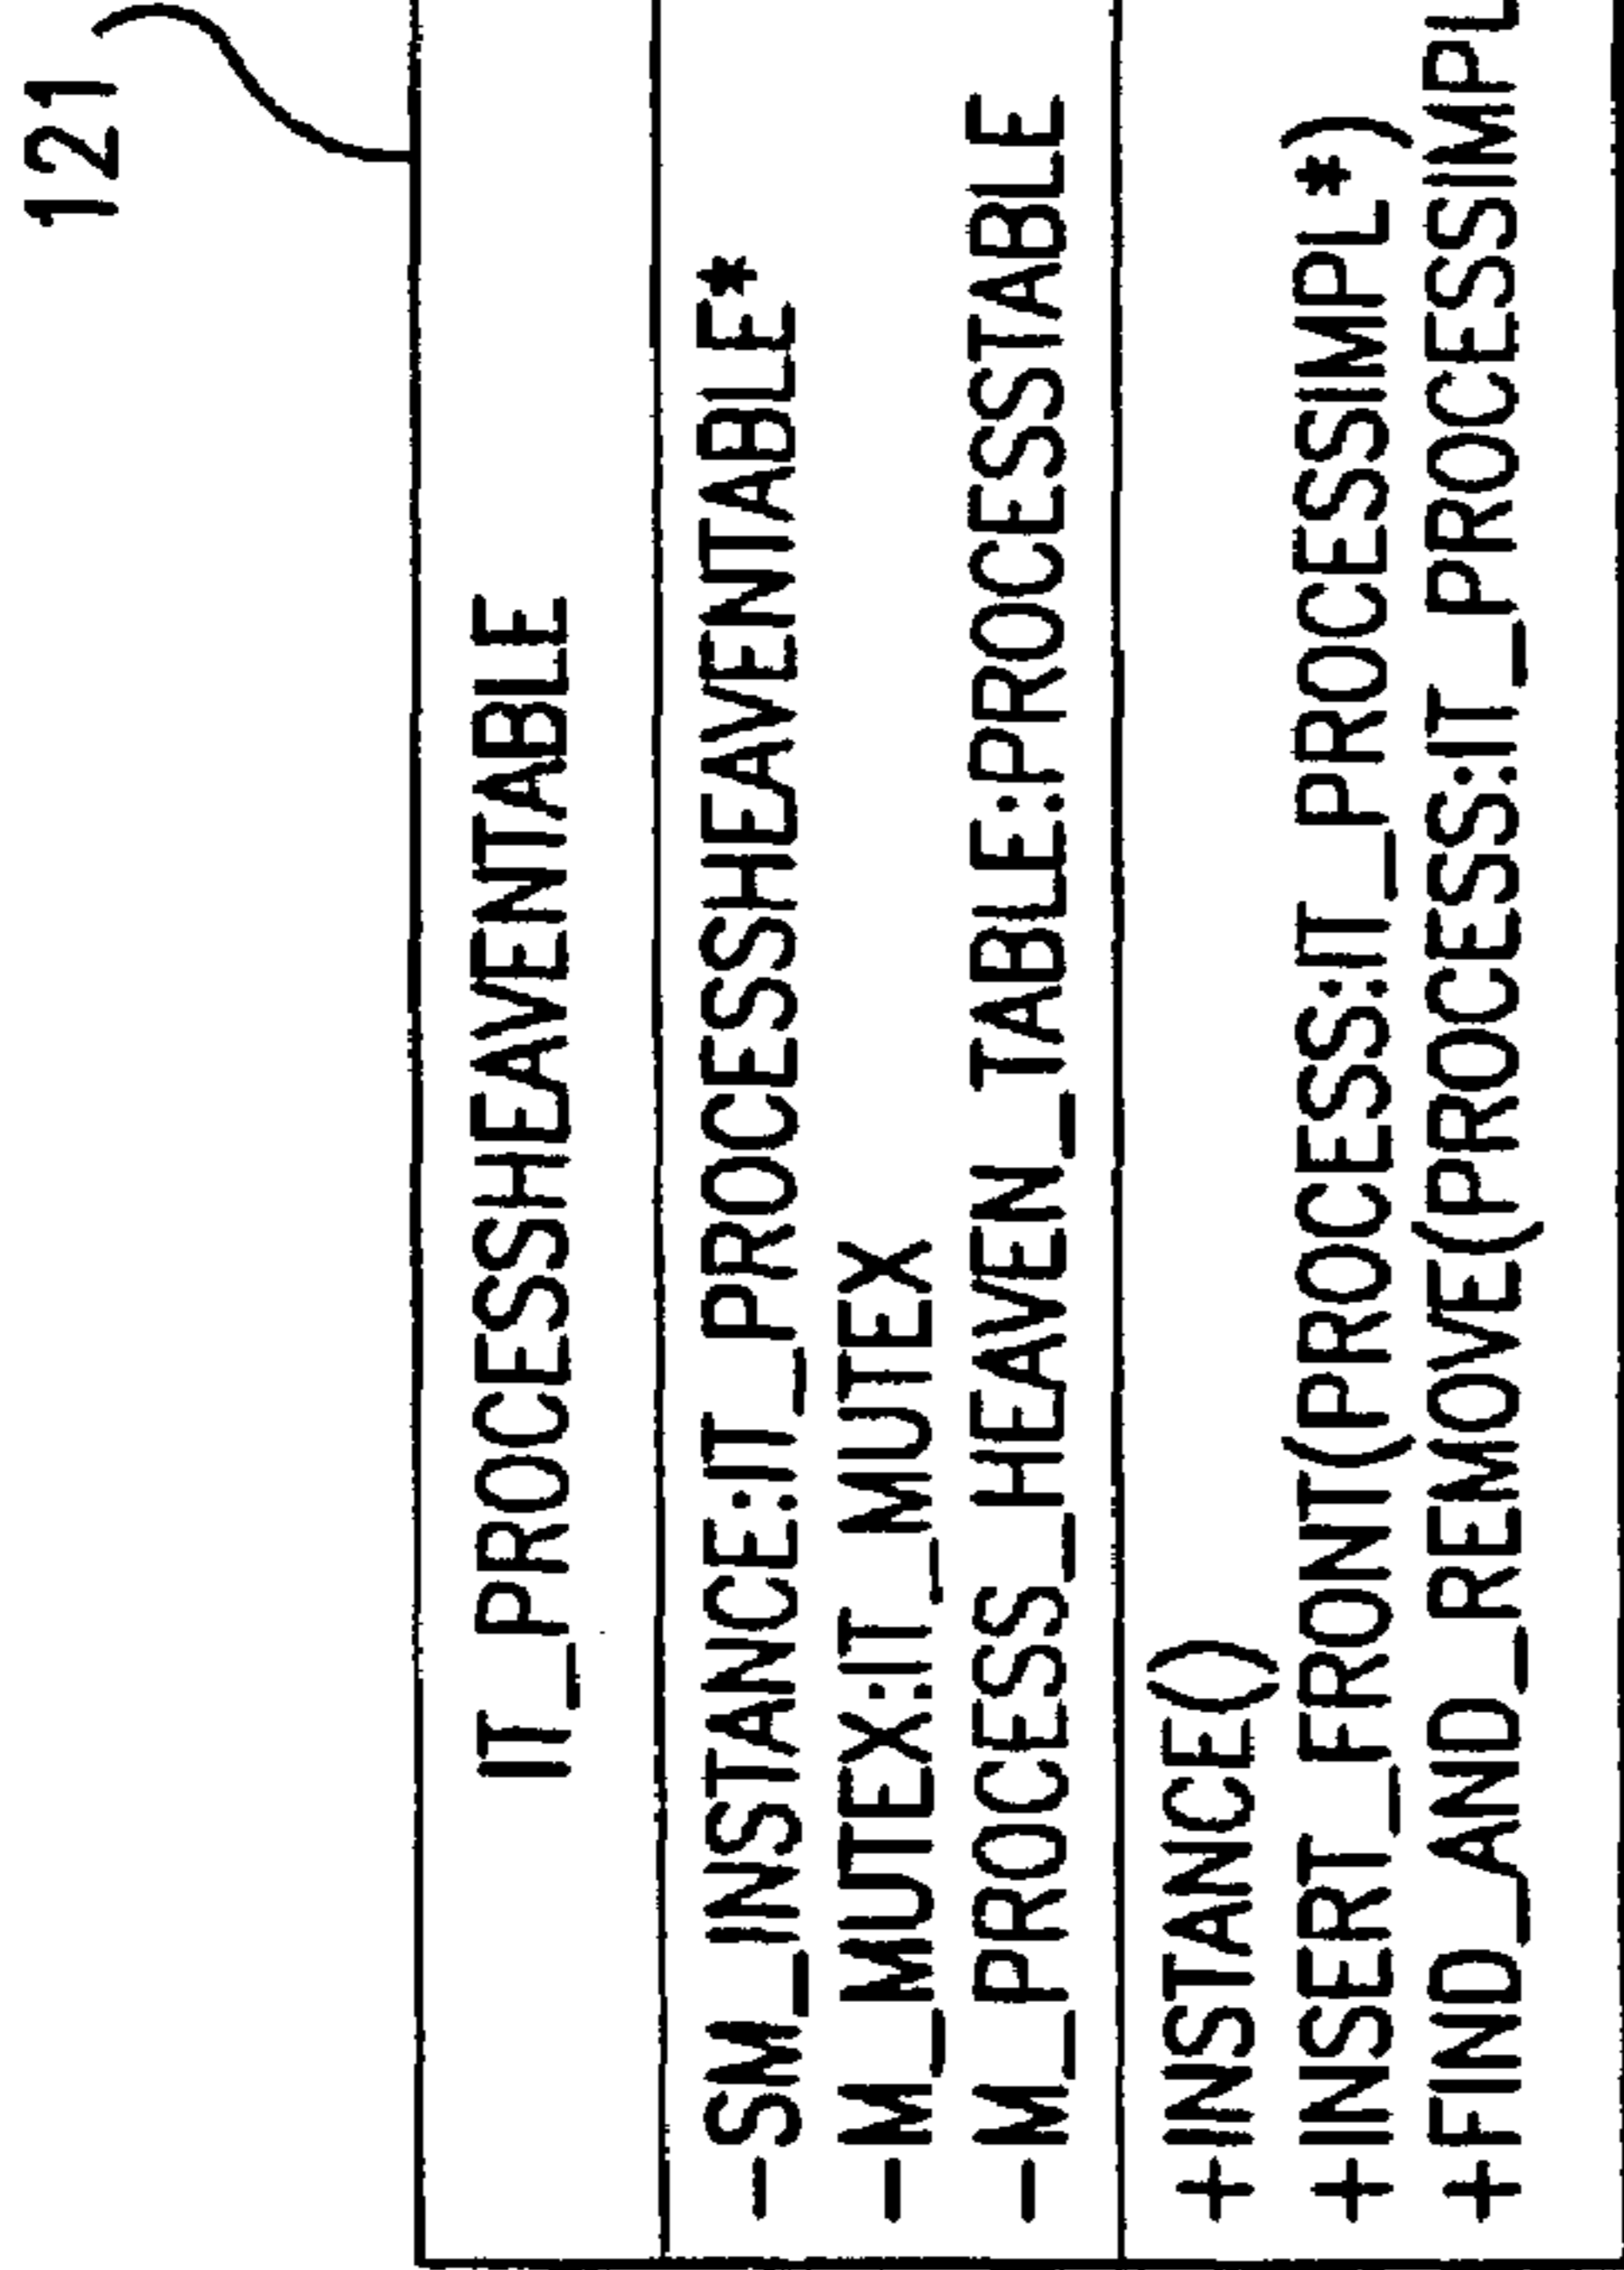 121
IT_PROCESSHEAVENTABLE
-SM_INSTANCE:IT_PROCESSHEAVENTABLE*
-M_MUTEX:IT_MUTEX
-M_PROCESS_HEAVEN_TABLE:PROCESSTABLE
+INSTANCE()
+INSERT_FRONT(PROCESS:IT_PROCESSIMPL*)
+FIND_AND_REMOVE(PROCESS:IT_PROCESSIMPL